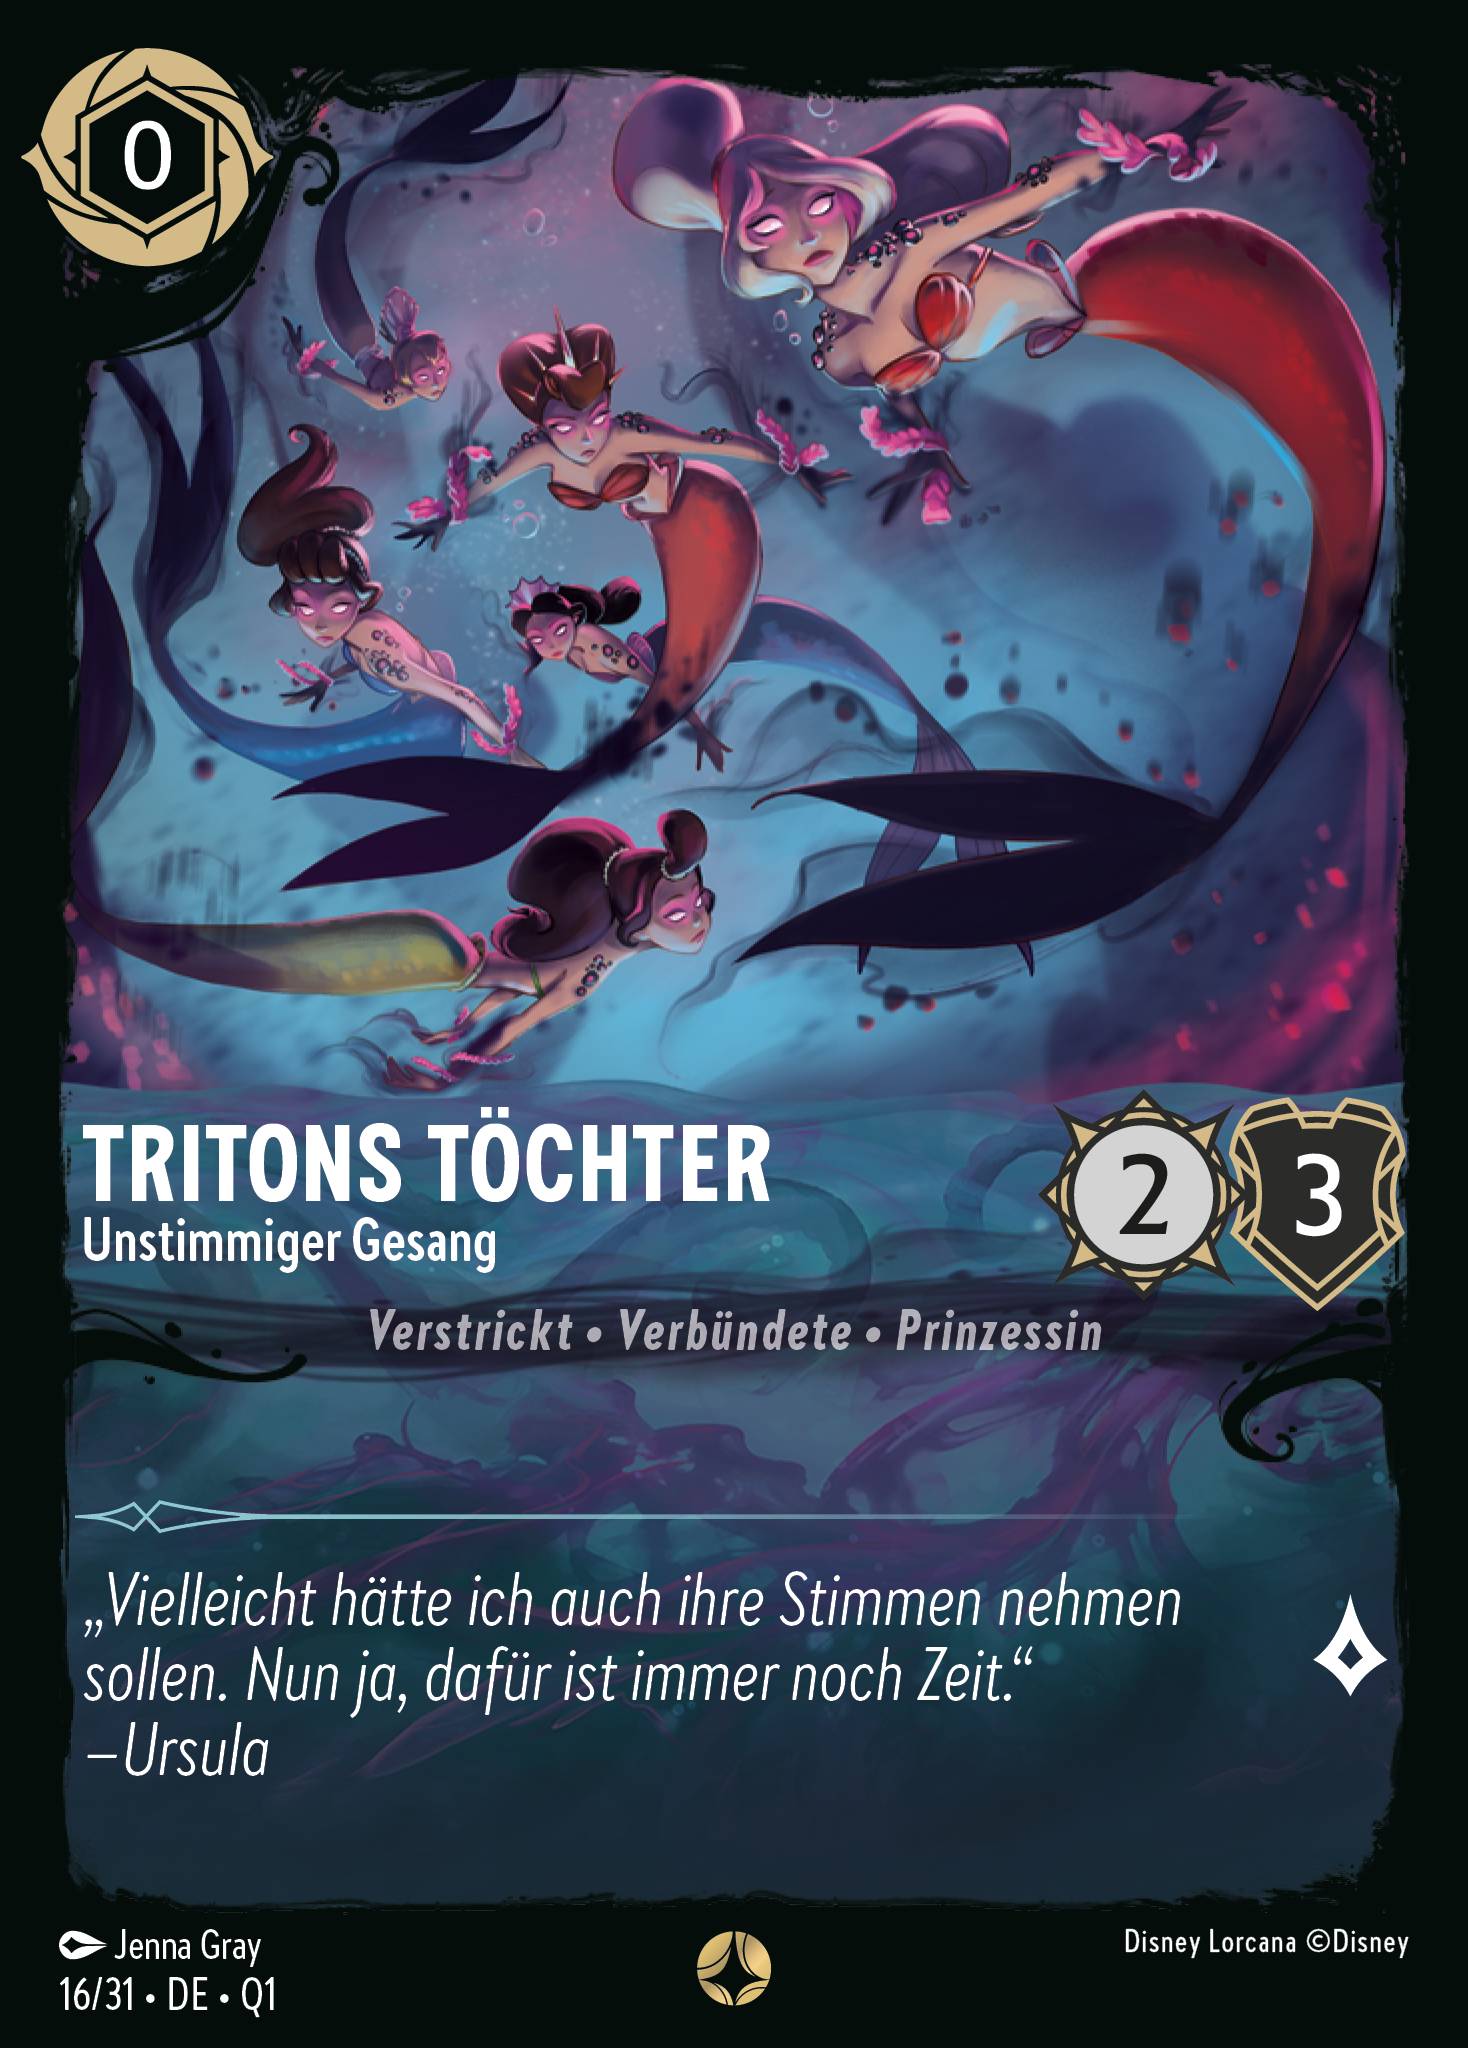 0
TRITONS TÖCHTER
Unstimmiger Gesang
2
3
Verstrickt • Verbündete • Prinzessin
„Vielleicht hätte ich auch ihre Stimmen nehmen
sollen. Nun ja, dafür ist immer noch Zeit.“
—Ursula
Jenna Gray
Disney Lorcana ©Disney
16/31 • DE • Q1